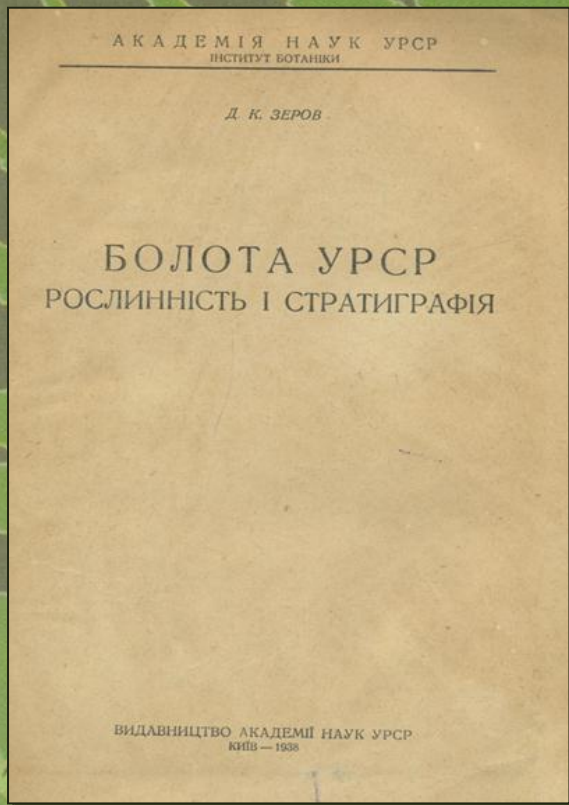 АКАДЕМІЯ НАУК УРСР
ІНСТИТУТ БОТАНІКИ
Д. К. ЗЕРОВ
БОЛОТА УРСР
РОСЛИННІСТЬ І СТРАТИГРАФІЯ
ВИДАВНИЦТВО АКАДЕМІЇ НАУК УРСР
КИЇВ — 1938